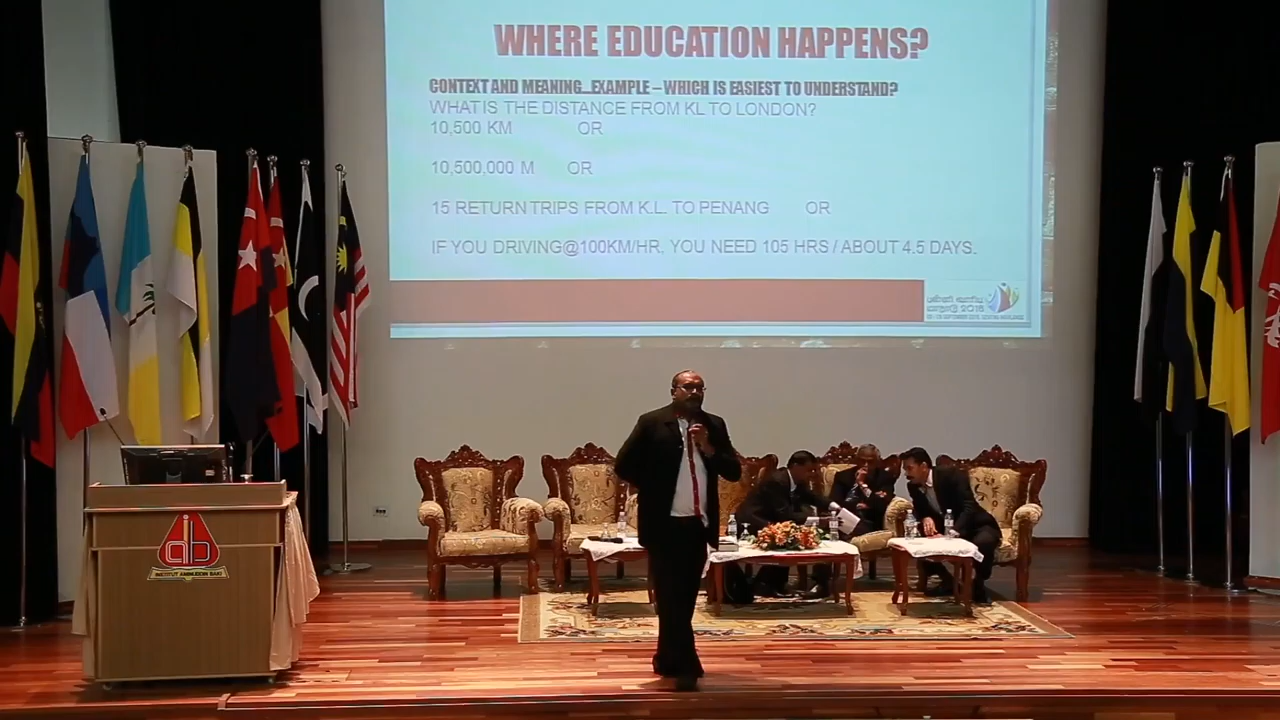 WHERE EDUCATION HAPPENS?
CONTEXT AND MEANING...EXAMPLE – WHICH IS EASIEST TO UNDERSTAND?
WHAT IS THE DISTANCE FROM KL TO LONDON?
10,500 KM OR
10,500,000 M OR
15 RETURN TRIPS FROM K.L. TO PENANG OR
IF YOU DRIVING@100KM/HR, YOU NEED 105 HRS / ABOUT 4.5 DAYS.
INSTITUT AMINUDDIN BAKI